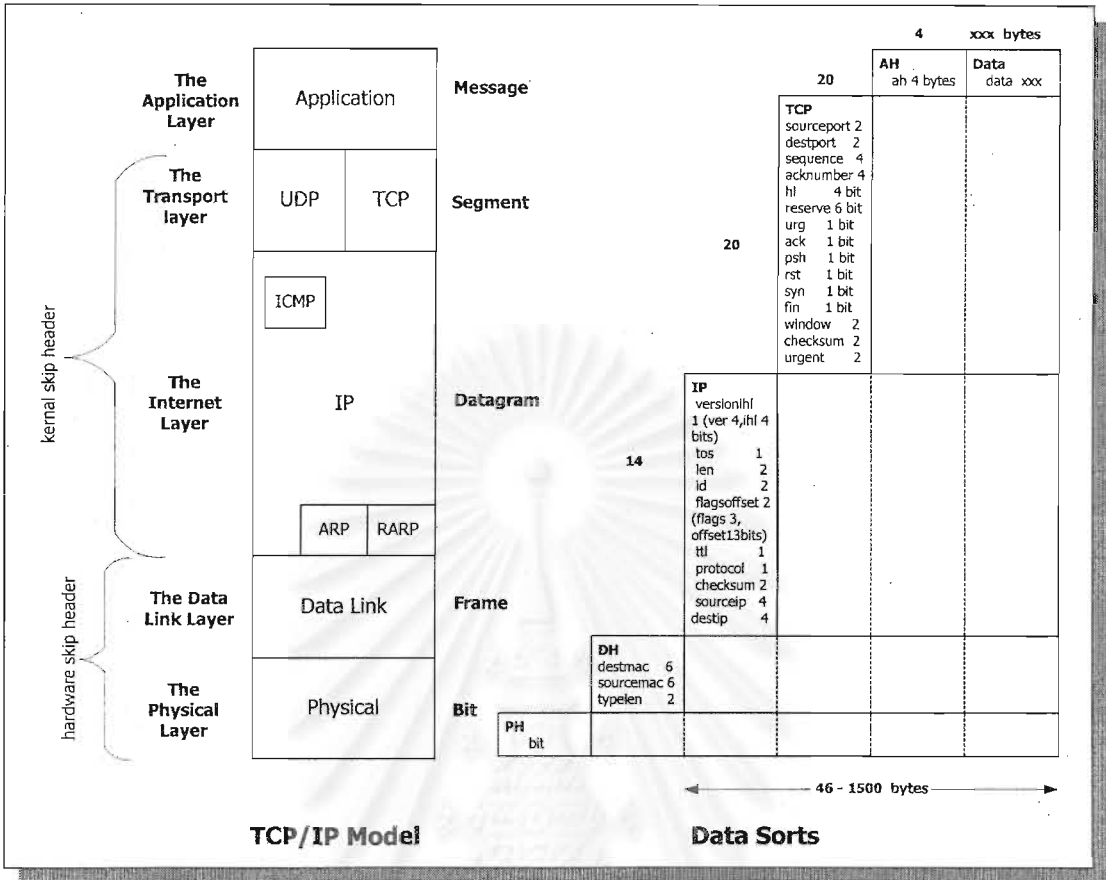 The
Application
Layer
Application
Message
The
Transport
layer
UDP
TCP
Segment
ICMP
The
Internet
Layer
IP
Datagram
ARP
RARP
The Data
Link Layer
Data Link
Frame
The
Physical
Layer
Physical
Bit
kernal skip header
hardware skip header
TCP/IP Model
4 xxx bytes
AH
ah 4 bytes
Data
data xxx
20
TCP
sourceport 2
destport 2
sequence 4
acknumber 4
hl 4 bit
reserve 6 bit
urg 1 bit
ack 1 bit
psh 1 bit
rst 1 bit
syn 1 bit
fin 1 bit
window 2
checksum 2
urgent 2
20
IP
versionihl
1 (ver 4,ihl 4
bits)
tos 1
len 2
id 2
flagsoffset 2
(flags 3,
offset13bits)
ttl 1
protocol 1
checksum 2
sourceip 4
destip 4
14
DH
destmac 6
sourcemac 6
typelen 2
PH
bit
46 - 1500 bytes
Data Sorts